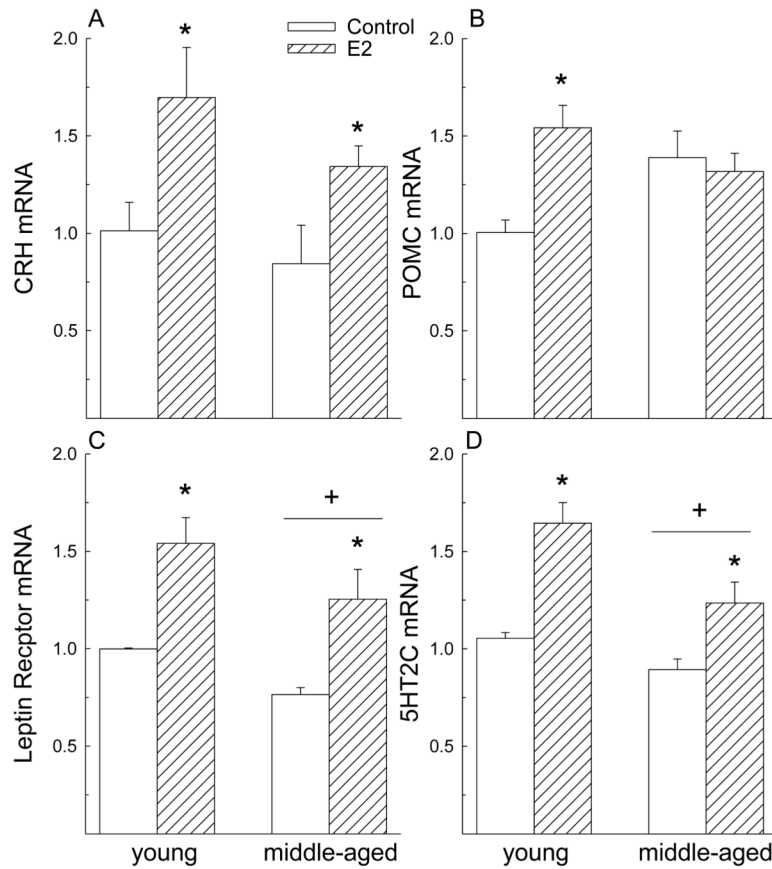 A
B
Control
E2
2.0
1.5
1.0
0.5
CRH mRNA
*
*
2.0
1.5
1.0
0.5
POMC mRNA
*
C
D
2.0
1.5
1.0
0.5
Leptin Recptor mRNA
*
+
*
young
middle-aged
2.0
1.5
1.0
0.5
5HT2C mRNA
*
+
*
young
middle-aged